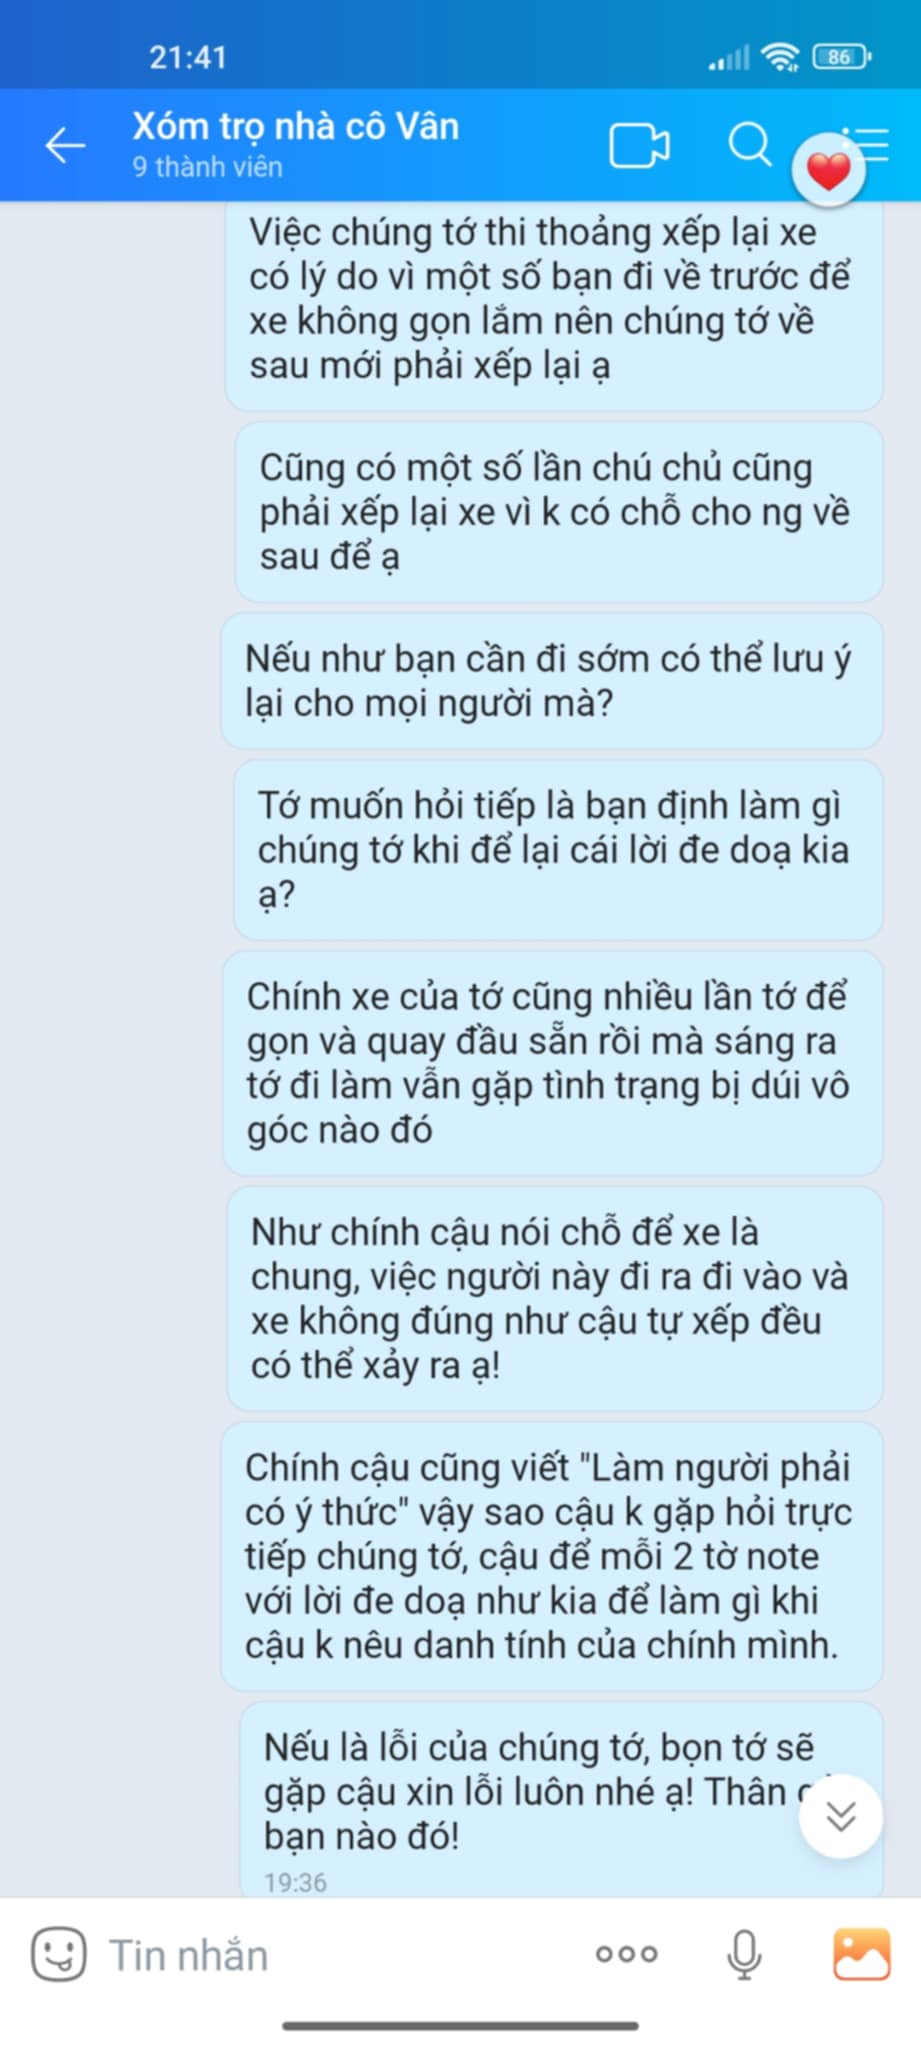 21:41
86
Xóm trọ nhà cô Vân
9 thành viên
Việc chúng tớ thi thoảng xếp lại xe
có lý do vì một số bạn đi về trước để
xe không gọn lắm nên chúng tớ về
sau mới phải xếp lại ạ
Cũng có một số lần chú chủ cũng
phải xếp lại xe vì k có chỗ cho ng về
sau để ạ
Nếu như bạn cần đi sớm có thể lưu ý
lại cho mọi người mà?
Tớ muốn hỏi tiếp là bạn định làm gì
chúng tớ khi để lại cái lời đe doạ kia
ạ?
Chính xe của tớ cũng nhiều lần tớ để
gọn và quay đầu sẵn rồi mà sáng ra
tớ đi làm vẫn gặp tình trạng bị dúi vô
góc nào đó
Như chính cậu nói chỗ để xe là
chung, việc người này đi ra đi vào và
xe không đúng như cậu tự xếp đều
có thể xảy ra ạ!
Chính cậu cũng viết "Làm người phải
có ý thức" vậy sao cậu k gặp hỏi trực
tiếp chúng tớ, cậu để mỗi 2 tờ note
với lời đe doạ như kia để làm gì khi
cậu k nêu danh tính của chính mình.
Nếu là lỗi của chúng tớ, bọn tớ sẽ
gặp cậu xin lỗi luôn nhé ạ! Thân
bạn nào đó!
19:36
Tin nhắn